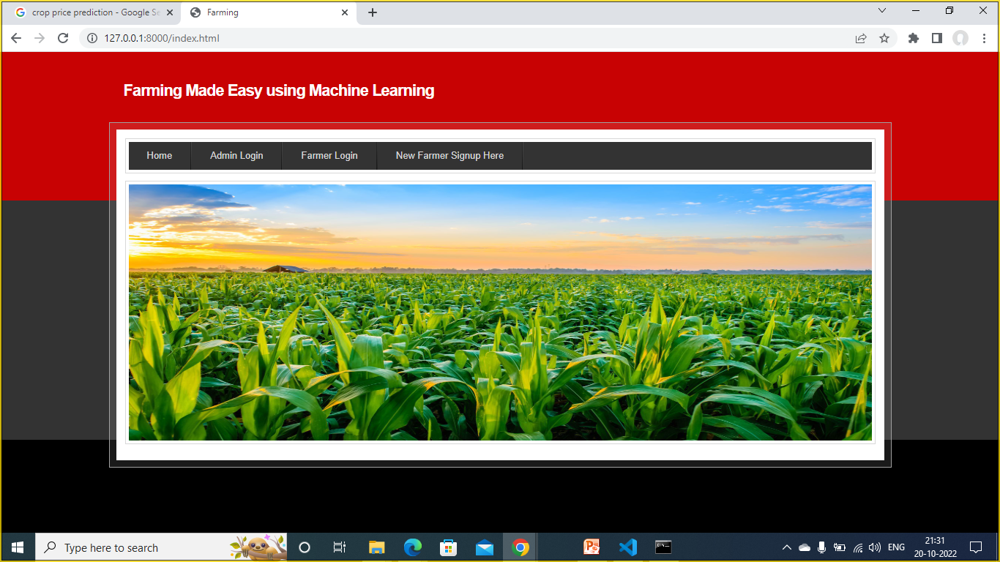 crop price prediction - Google Se
Farming
127.0.0.1:8000/index.html
Farming Made Easy using Machine Learning
Home Admin Login Farmer Login New Farmer Signup Here
Type here to search
ENG
21:31
20-10-2022